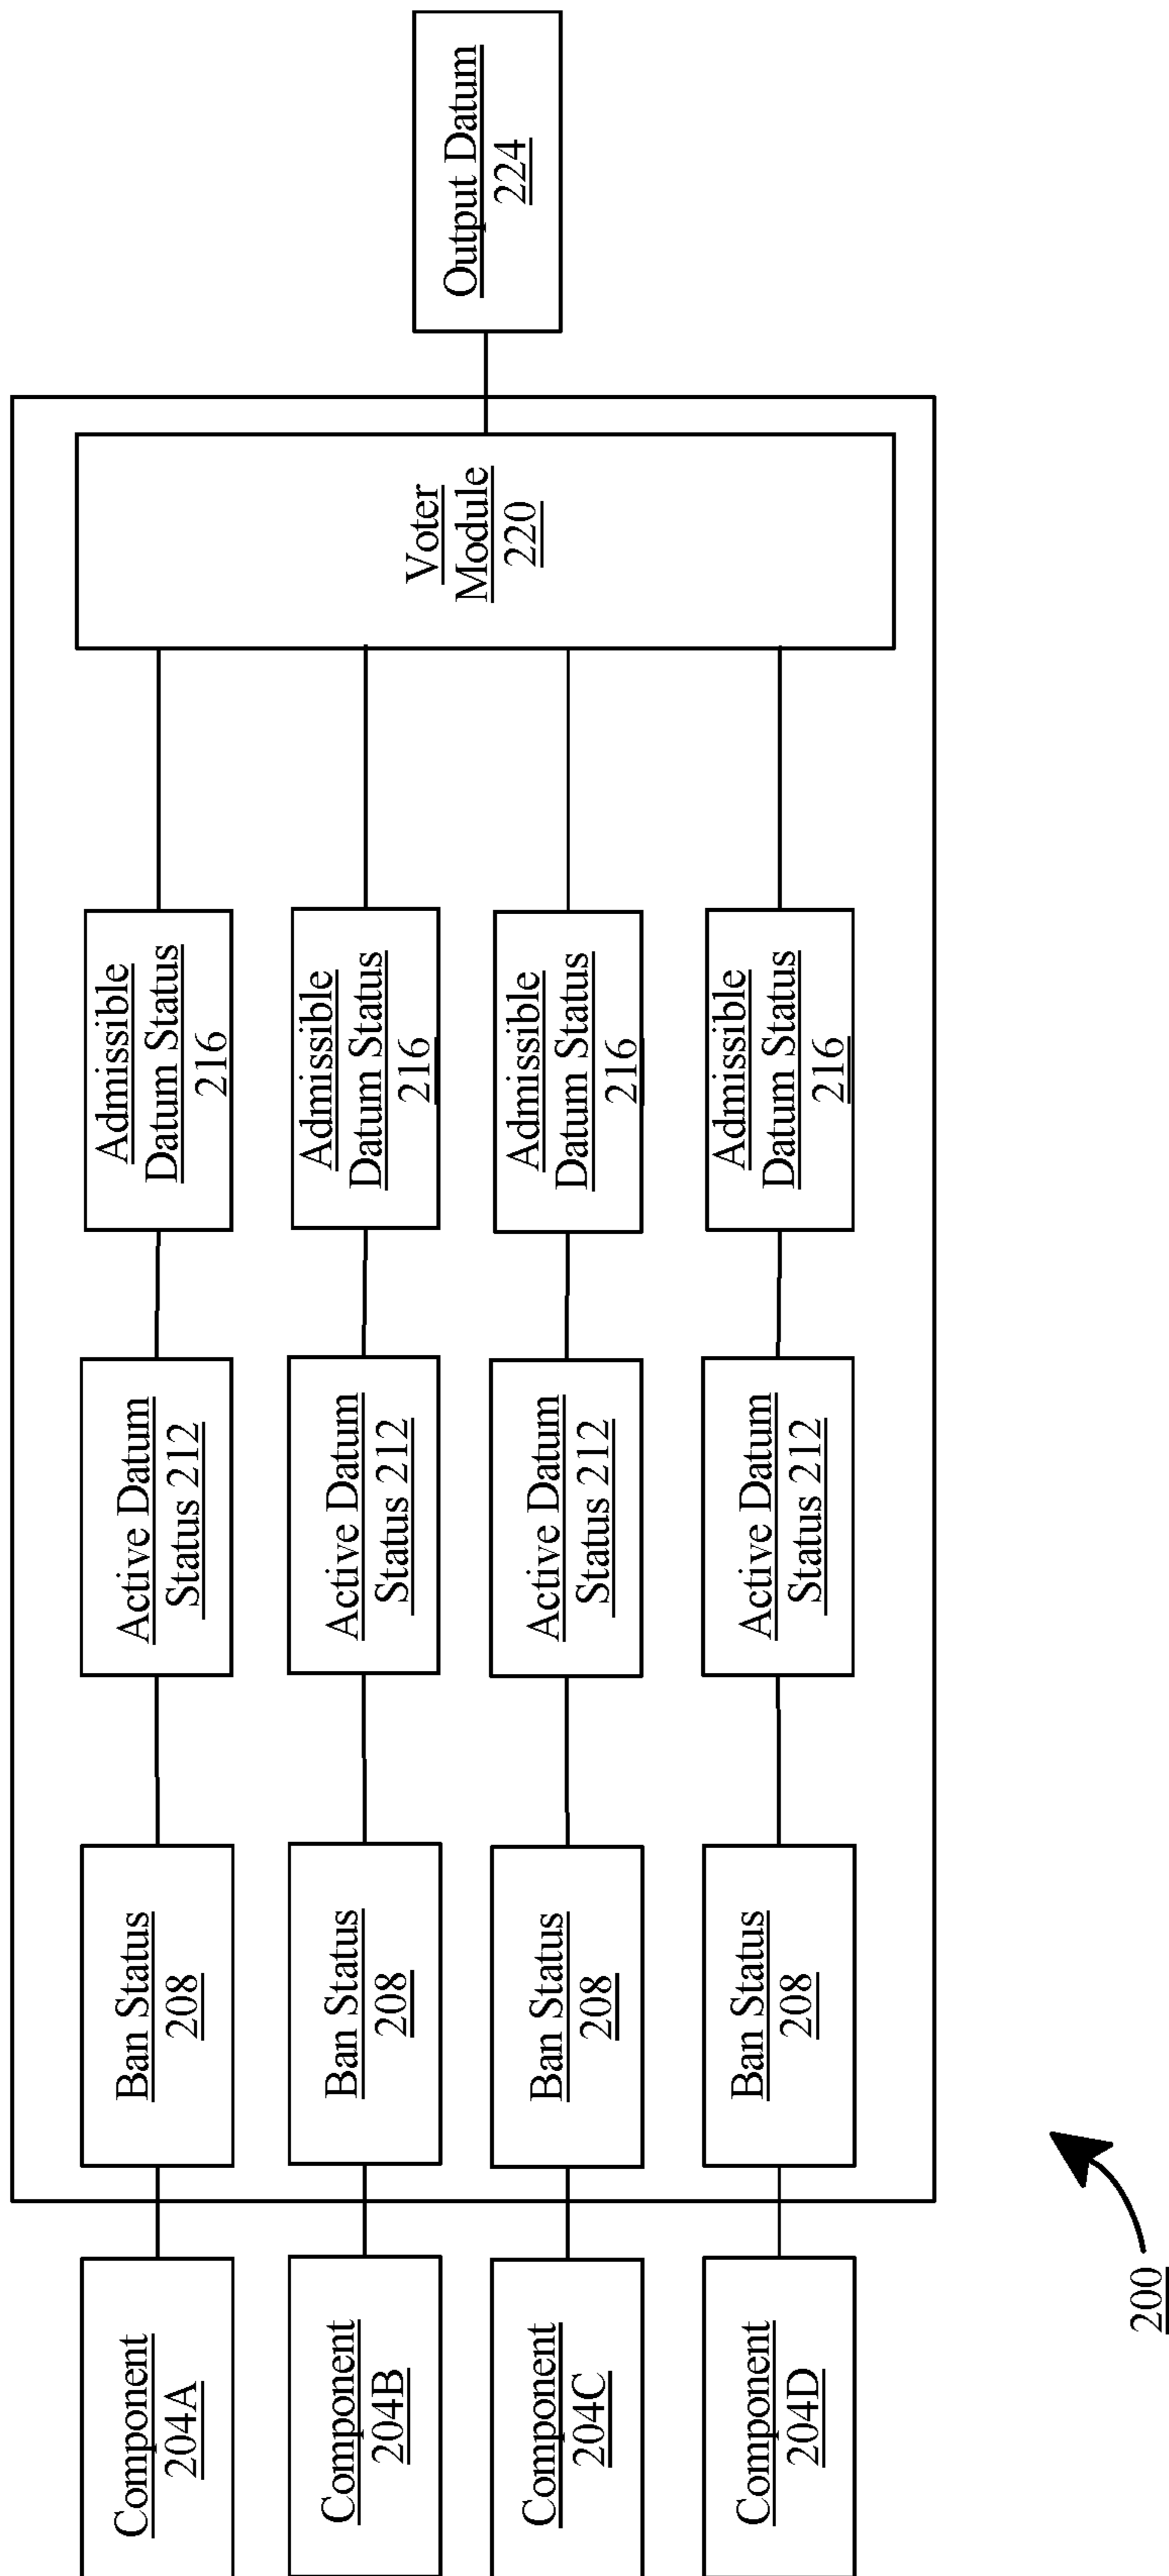 Component
204A
Ban Status
208
Active Datum
Status 212
Admissible
Datum Status
216
Component
204B
Ban Status
208
Active Datum
Status 212
Admissible
Datum Status
216
Component
204C
Ban Status
208
Active Datum
Status 212
Admissible
Datum Status
216
Component
204D
Ban Status
208
Active Datum
Status 212
Admissible
Datum Status
216
Voter
Module
220
Output Datum
224
200